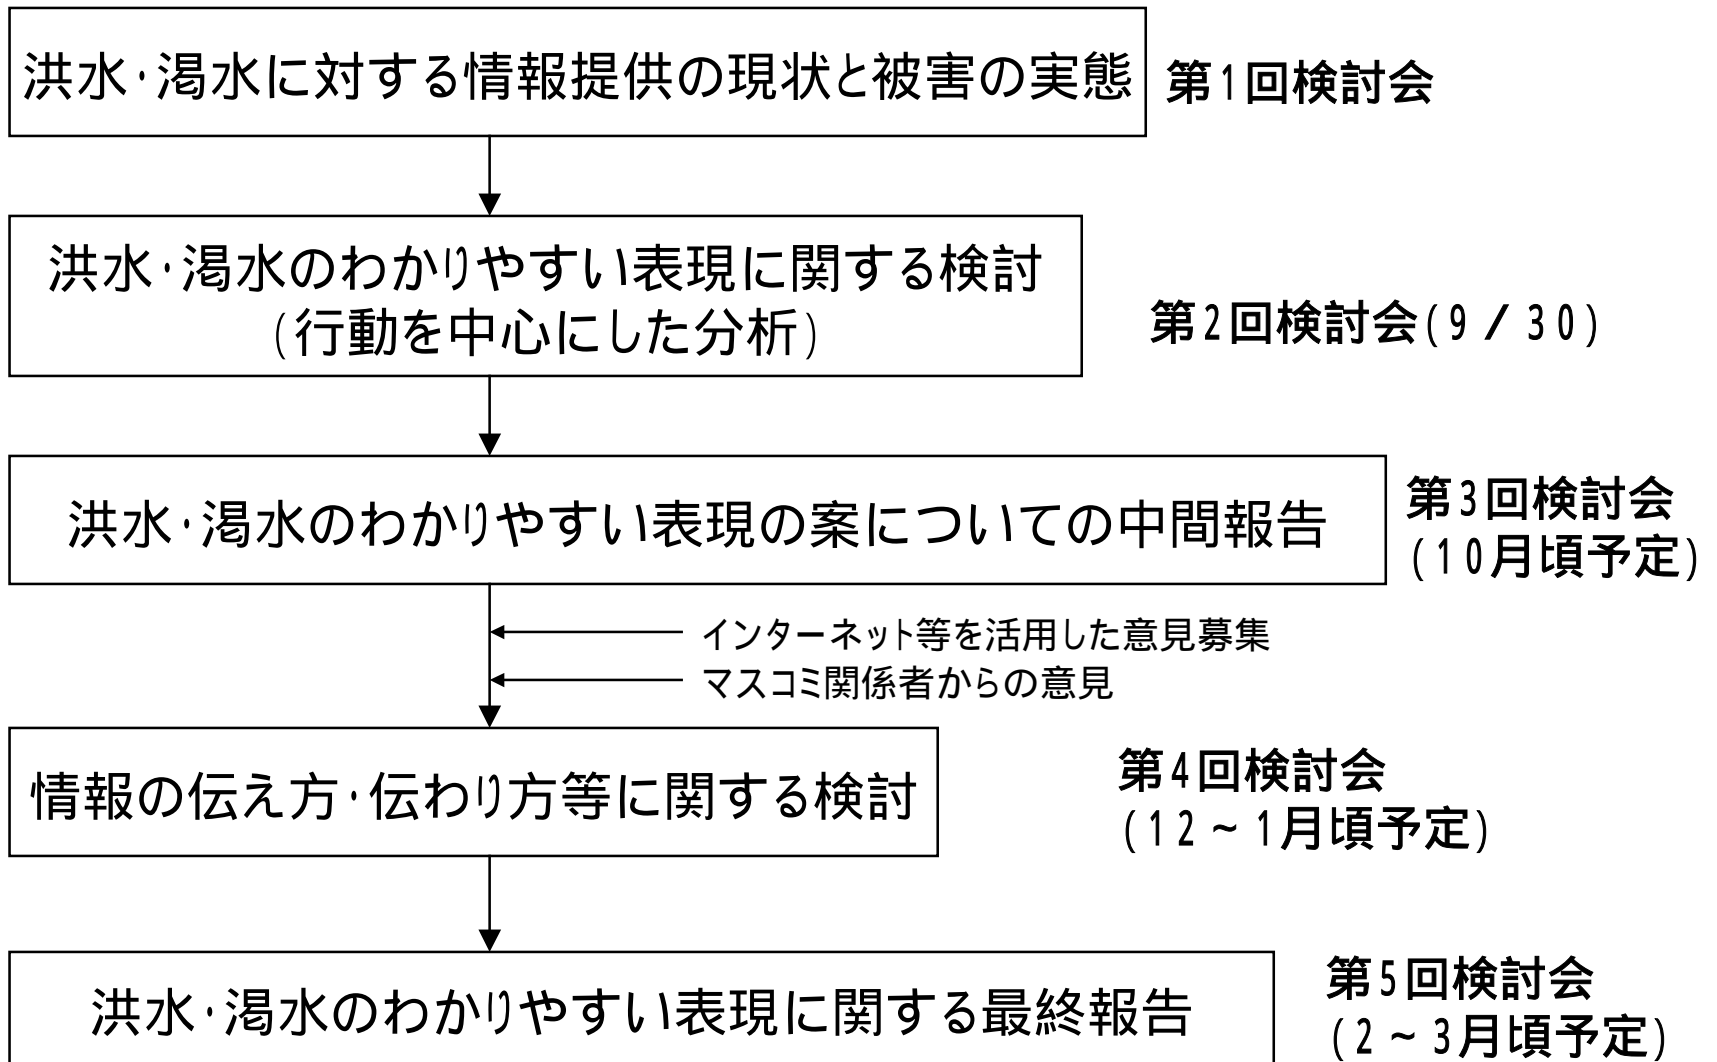 洪水・渇水に対する情報提供の現状と被害の実態
第1回検討会
洪水・渇水のわかりやすい表現に関する検討
(行動を中心にした分析)
第2回検討会(9/30)
洪水・渇水のわかりやすい表現の案についての中間報告
第3回検討会
(10月頃予定)
インターネット等を活用した意見募集
マスコミ関係者からの意見
情報の伝え方・伝わり方等に関する検討
第4回検討会
(12~1月頃予定)
洪水・渇水のわかりやすい表現に関する最終報告
第5回検討会
(2~3月頃予定)